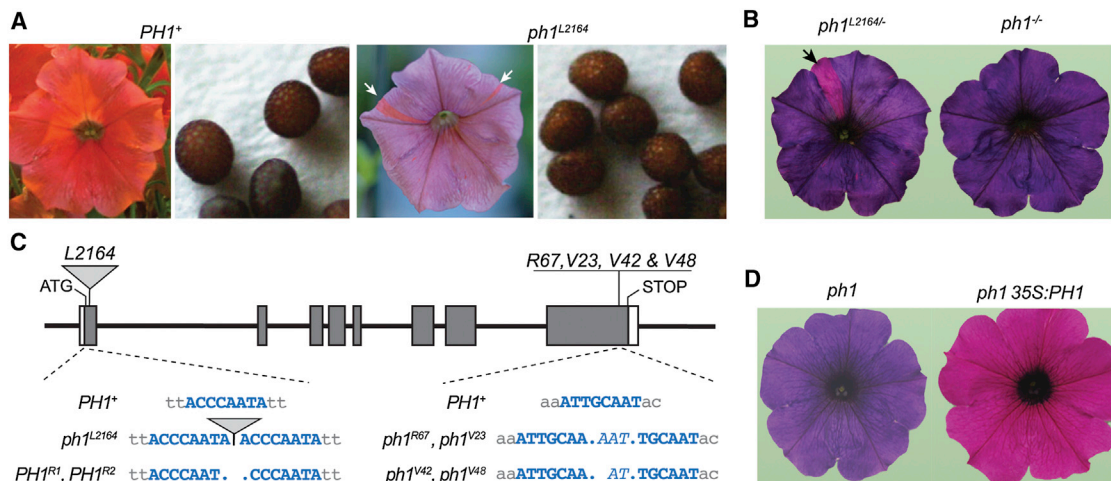 A
PH1+
ph1L2164
B
ph1L2164/-
ph1-/-
C
L2164
ATG
R67,V23, V42 & V48
STOP
PH1+
ttACCCAATAtt
ph1L2164
ttACCCAATA ACCCAATAtt
PH1R1, PH1R2
ttACCCAAT. .CCCAATAtt
PH1+
aaATTGCAATac
ph1R67, ph1V23
aaATTGCAA.AAT.TGCAATac
ph1V42, ph1V48
aaATTGCAA. AT.TGCAATac
D
ph1
ph1 35S:PH1